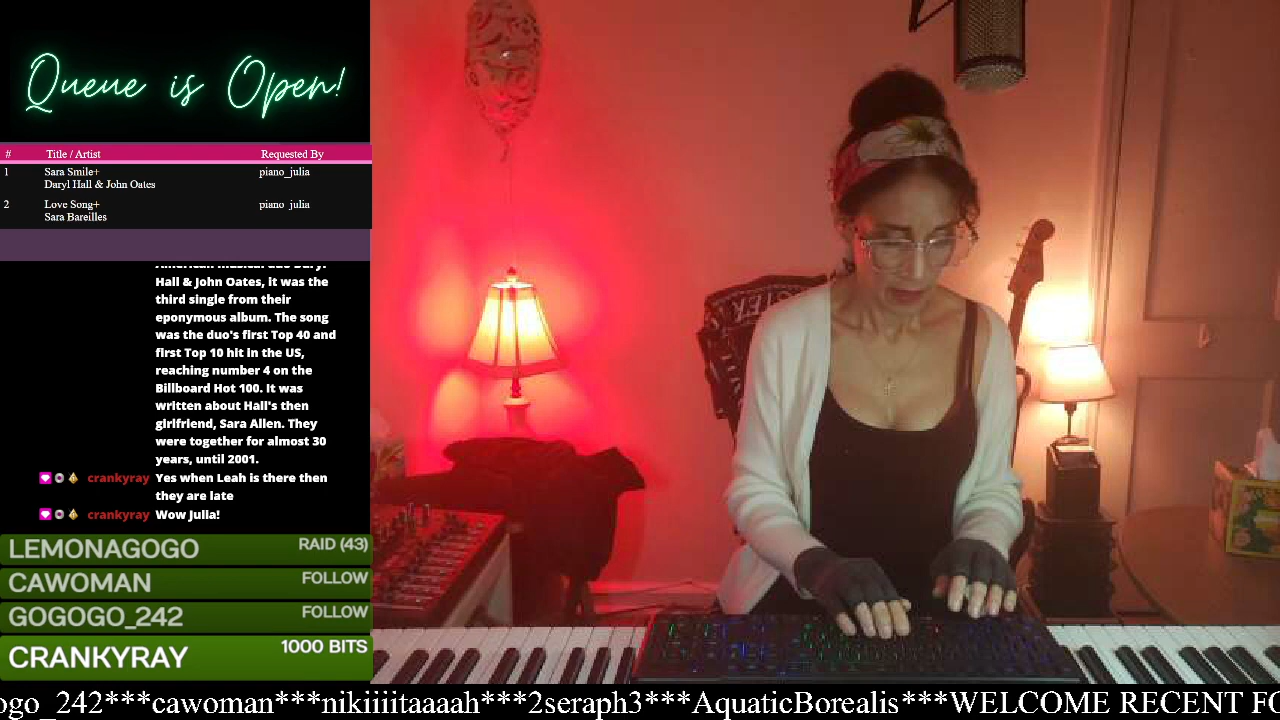 Queue is Open!
# Title / Artist Requested By
1 Sara Smile+ piano_julia
Daryl Hall & John Oates
2 Love Song+ piano_julia
Sara Bareilles
American musical duo Daryl
Hall & John Oates, it was the
third single from their
eponymous album. The song
was the duo's first Top 40 and
first Top 10 hit in the US,
reaching number 4 on the
Billboard Hot 100. It was
written about Hall's then
girlfriend, Sara Allen. They
were together for almost 30
years, until 2001.
crankyray Yes when Leah is there then
they are late
crankyray Wow Julia!
LEMONAGOGO RAID (43)
CAWOMAN FOLLOW
GOGOGO_242 FOLLOW
CRANKYRAY 1000 BITS
ogo_242***cawoman***nikiiiitaaaah***2seraph3***AquaticBorealis***WELCOME RECENT FO